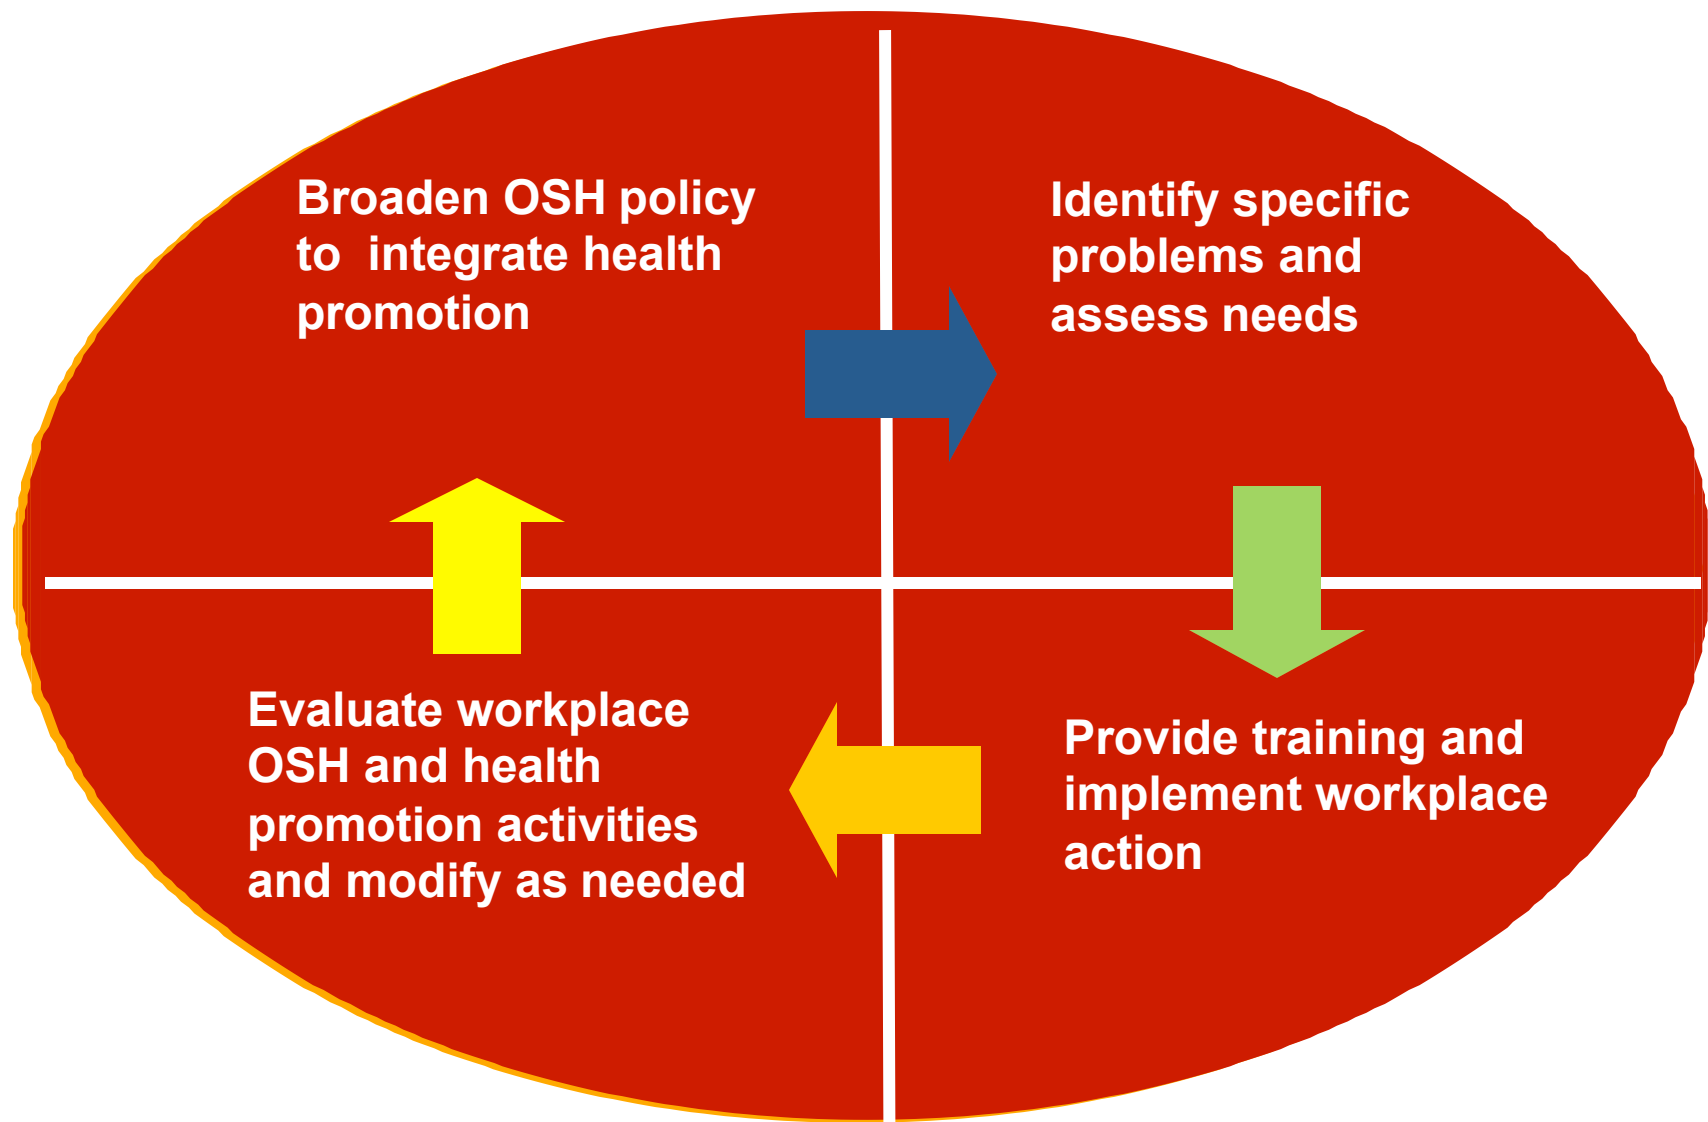 Broaden OSH policy
to  integrate health
promotion
Identify specific
problems and
assess needs
Provide training and
implement workplace
action
Evaluate workplace
OSH and health
promotion activities
and modify as needed